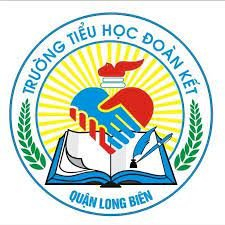 TRƯỜNG TIỂU HỌC ĐOÀN KẾT
QUẬN LONG BIÊN